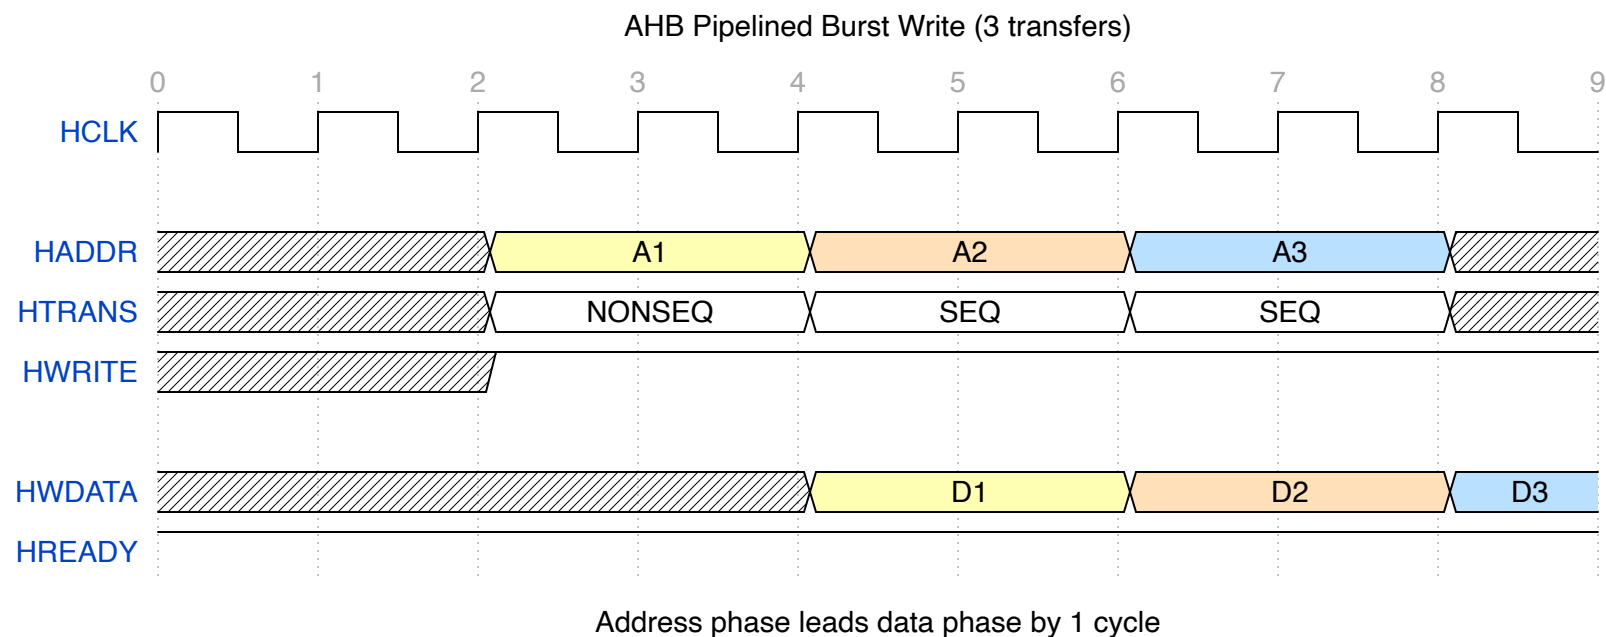 AHB Pipelined Burst Write (3 transfers)
0 1 2 3 4 5 6 7 8 9
HCLK
HADDR A1 A2 A3
HTRANS NONSEQ SEQ SEQ
HWRITE
HWDATA D1 D2 D3
HREADY
Address phase leads data phase by 1 cycle